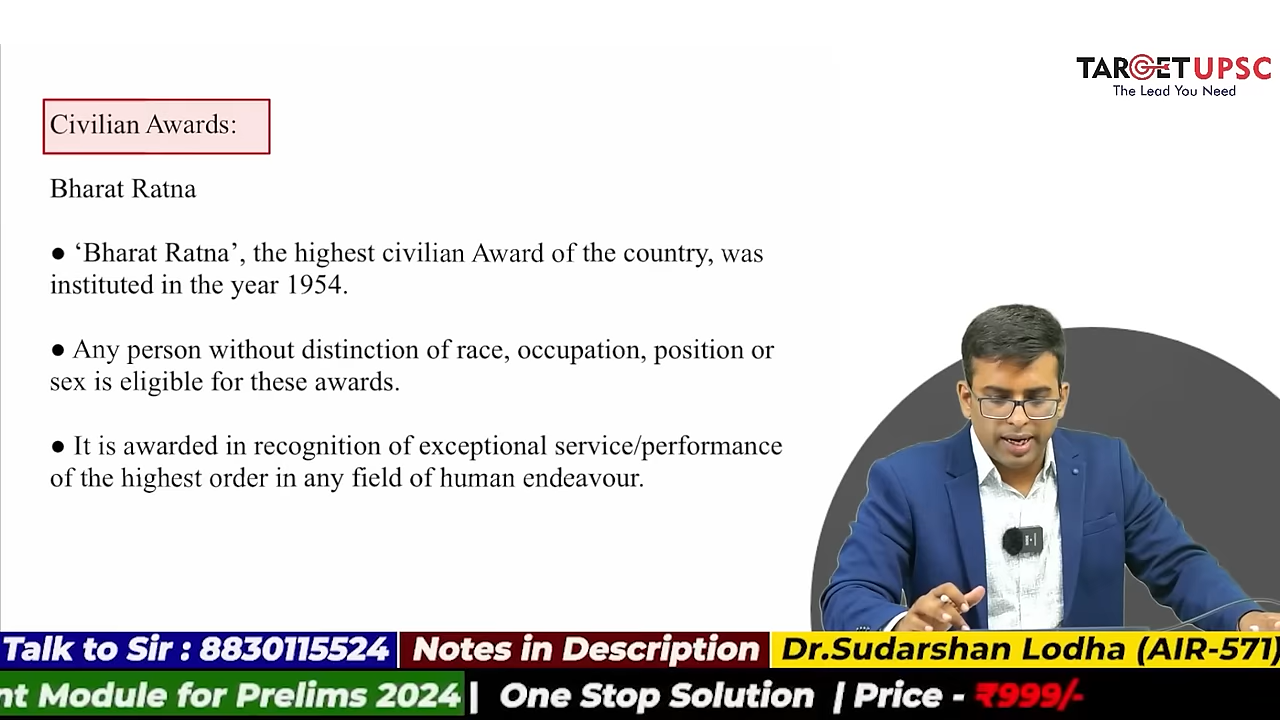 TARGETUPSC
The Lead You Need
Civilian Awards:
Bharat Ratna
● ‘Bharat Ratna’, the highest civilian Award of the country, was
instituted in the year 1954.
● Any person without distinction of race, occupation, position or
sex is eligible for these awards.
● It is awarded in recognition of exceptional service/performance
of the highest order in any field of human endeavour.
Talk to Sir : 8830115524 Notes in Description Dr.Sudarshan Lodha (AIR-571)
nt Module for Prelims 2024 | One Stop Solution | Price - ₹999/-